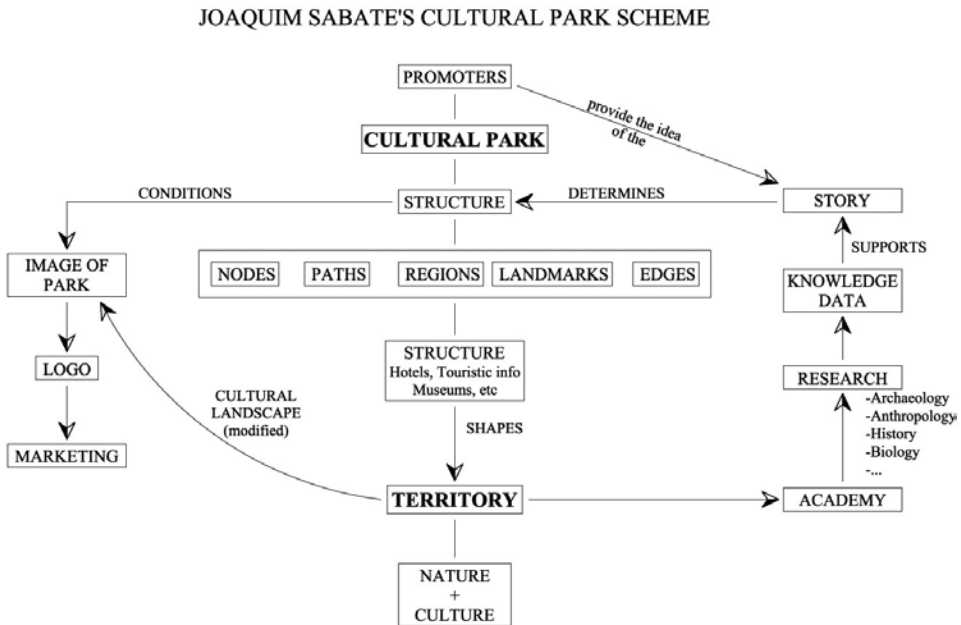 JOAQUIM SABATE'S CULTURAL PARK SCHEME
PROMOTERS
provide the idea
of the
CULTURAL PARK
CONDITIONS
STRUCTURE
DETERMINES
STORY
SUPPORTS
IMAGE OF
PARK
NODES
PATHS
REGIONS
LANDMARKS
EDGES
KNOWLEDGE
DATA
LOGO
STRUCTURE
Hotels, Touristic info
Museums, etc
RESEARCH
-Archaeology
-Anthropology
-History
-Biology
-...
CULTURAL
LANDSCAPE
(modified)
SHAPES
MARKETING
TERRITORY
ACADEMY
NATURE
+
CULTURE